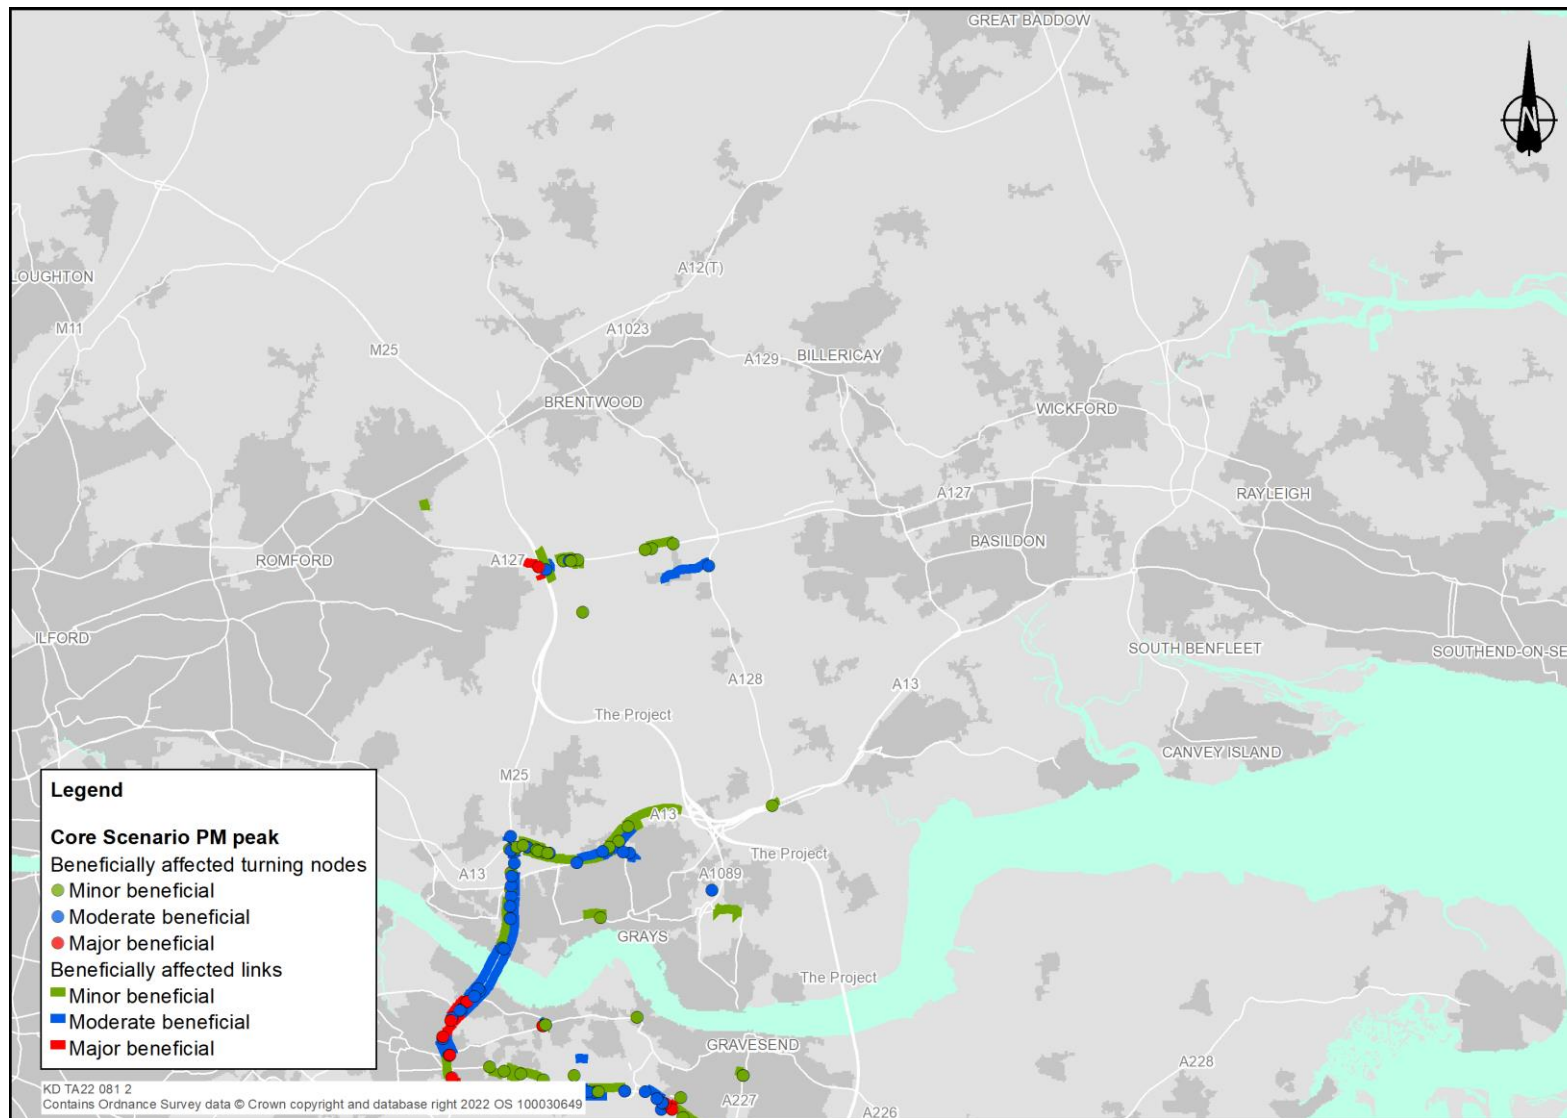 GREAT BADDOW
N
A12(T)
LOUGHTON
M11
A1023
M25
A129
BILLERICAY
BRENTWOOD
WICKFORD
A127
RAYLEIGH
BASILDON
ROMFORD
A127
ILFORD
SOUTH BENFLEET
SOUTHEND-ON-SE
A128
A13
The Project
CANVEY ISLAND
M25
A13
The Project
A13
A1089
GRAYS
The Project
GRAVESEND
A228
A227
A226
Legend
Core Scenario PM peak
Beneficially affected turning nodes
Minor beneficial
Moderate beneficial
Major beneficial
Beneficially affected links
Minor beneficial
Moderate beneficial
Major beneficial
KD TA22 081 2
Contains Ordnance Survey data © Crown copyright and database right 2022 OS 100030649